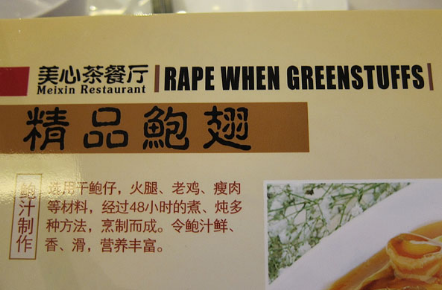 美心茶餐厅
Meixin Restaurant
RAPE WHEN GREENSTUFFS
精品鲍翅
鲍汁制作
选用干鲍仔，火腿、老鸡、瘦肉
等材料，经过48小时的煮、炖多
种方法，烹制而成。令鲍汁鲜、
香、滑，营养丰富。